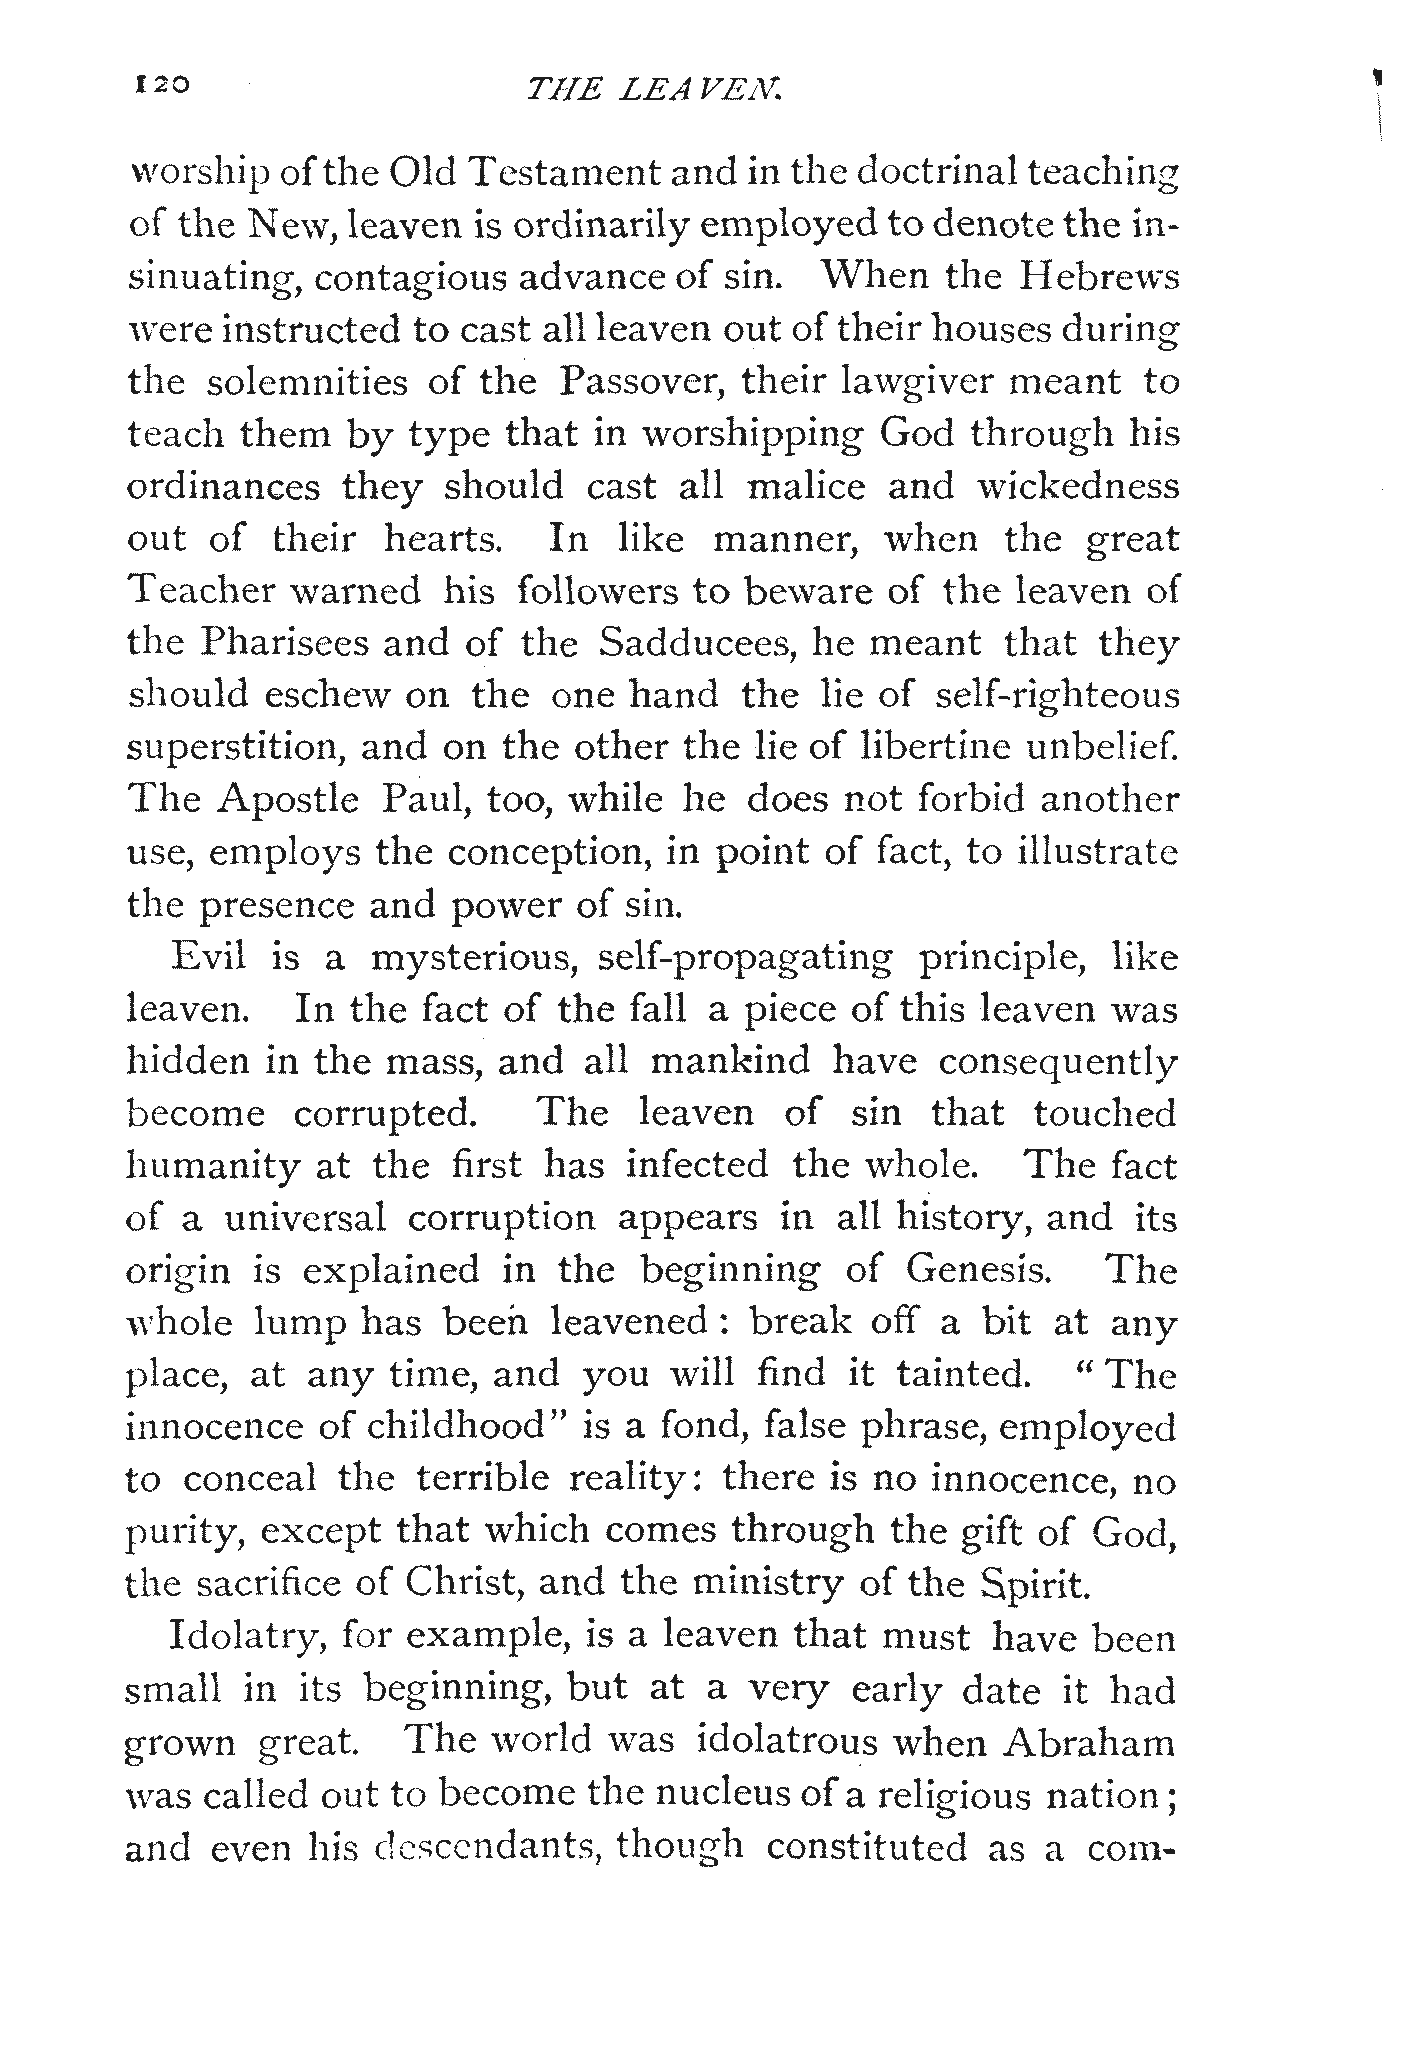 120 THE LEAVEN.
worship of the Old Testament and in the doctrinal teaching
of the New, leaven is ordinarily employed to denote the in-
sinuating, contagious advance of sin. When the Hebrews
were instructed to cast all leaven out of their houses during
the solemnities of the Passover, their lawgiver meant to
teach them by type that in worshipping God through his
ordinances they should cast all malice and wickedness
out of their hearts. In like manner, when the great
Teacher warned his followers to beware of the leaven of
the Pharisees and of the Sadducees, he meant that they
should eschew on the one hand the lie of self-righteous
superstition, and on the other the lie of libertine unbelief.
The Apostle Paul, too, while he does not forbid another
use, employs the conception, in point of fact, to illustrate
the presence and power of sin.
Evil is a mysterious, self-propagating principle, like
leaven. In the fact of the fall a piece of this leaven was
hidden in the mass, and all mankind have consequently
become corrupted. The leaven of sin that touched
humanity at the first has infected the whole. The fact
of a universal corruption appears in all history, and its
origin is explained in the beginning of Genesis. The
whole lump has been leavened : break off a bit at any
place, at any time, and you will find it tainted. “ The
innocence of childhood” is a fond, false phrase, employed
to conceal the terrible reality: there is no innocence, no
purity, except that which comes through the gift of God,
the sacrifice of Christ, and the ministry of the Spirit.
Idolatry, for example, is a leaven that must have been
small in its beginning, but at a very early date it had
grown great. The world was idolatrous when Abraham
was called out to become the nucleus of a religious nation ;
and even his descendants, though constituted as a com-